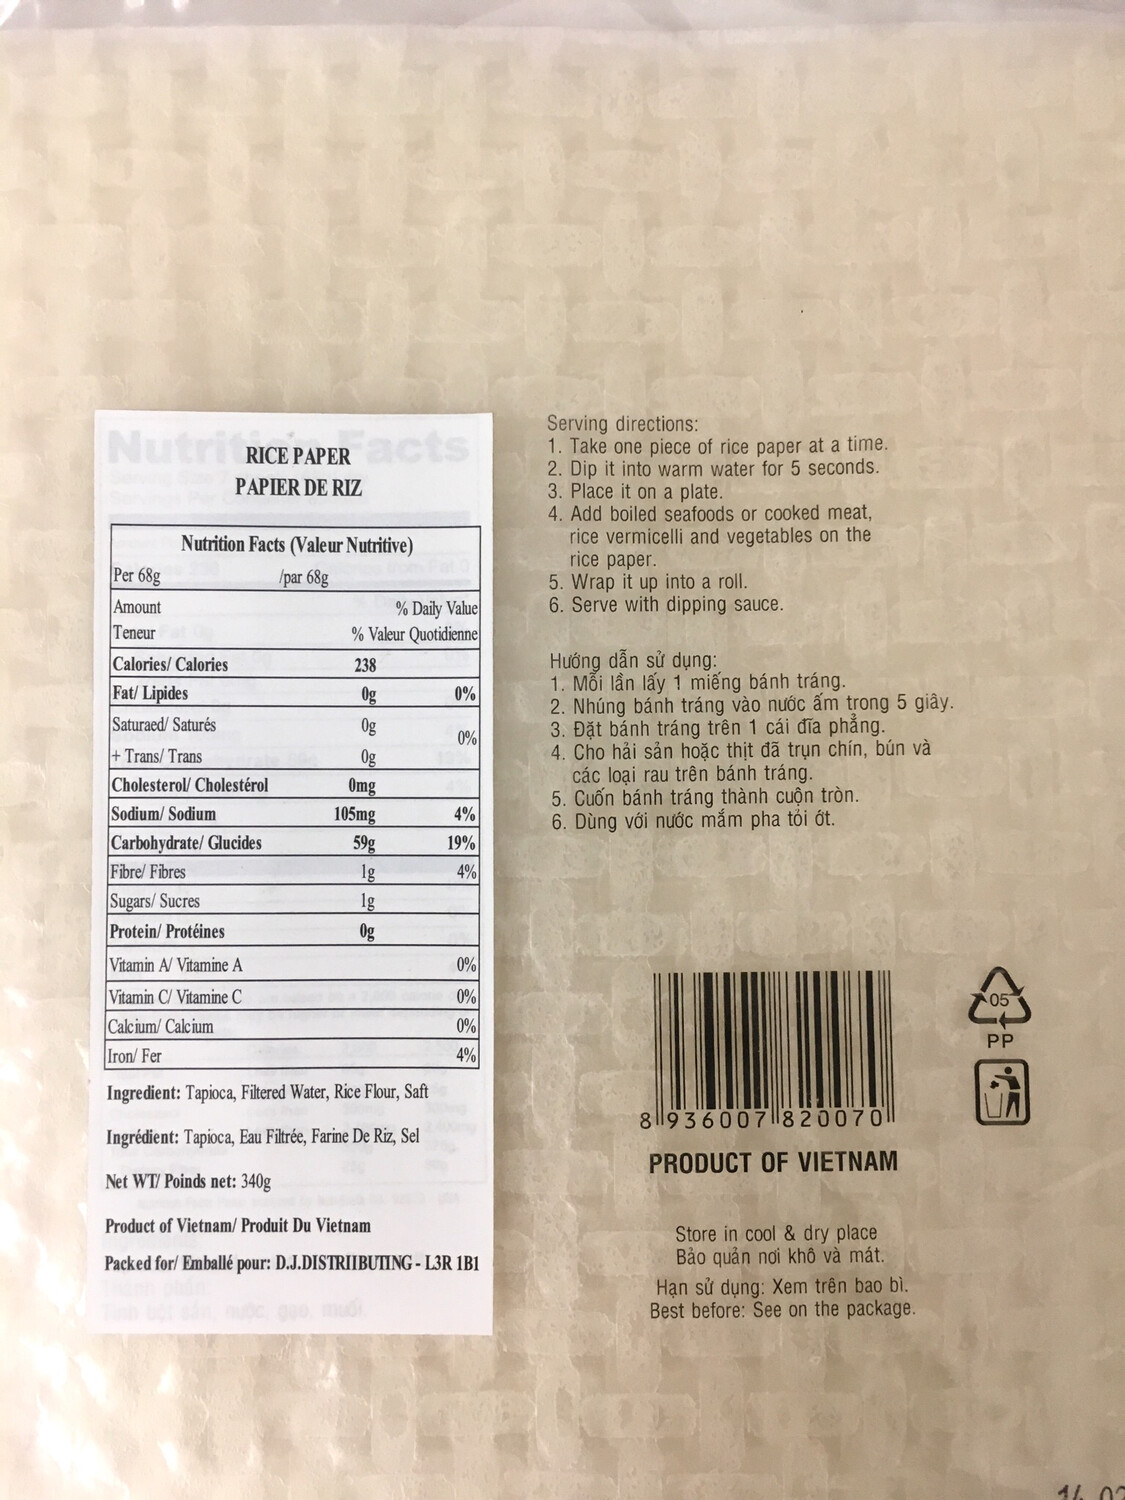 RICE PAPER
PAPIER DE RIZ
Nutrition Facts (Valeur Nutritive)
Per 68g /par 68g
Amount % Daily Value
Teneur % Valeur Quotidienne
Calories/ Calories 238
Fat/ Lipides 0g 0%
Saturaed/ Saturés 0g
0%
+ Trans/ Trans 0g
Cholesterol/ Cholestérol 0mg
Sodium/ Sodium 105mg 4%
Carbohydrate/ Glucides 59g 19%
Fibre/ Fibres 1g 4%
Sugars/ Sucres 1g
Protein/ Protéines 0g
Vitamin A/ Vitamine A 0%
Vitamin C/ Vitamine C 0%
Calcium/ Calcium 0%
Iron/ Fer 4%
Ingredient: Tapioca, Filtered Water, Rice Flour, Saft
Ingrédient: Tapioca, Eau Filtrée, Farine De Riz, Sel
Net WT/ Poinds net: 340g
Product of Vietnam/ Produit Du Vietnam
Packed for/ Emballé pour: D.J.DISTRIIBUTING - L3R 1B1
Nutrition Facts
Serving directions:
1. Take one piece of rice paper at a time.
2. Dip it into warm water for 5 seconds.
3. Place it on a plate.
4. Add boiled seafoods or cooked meat,
rice vermicelli and vegetables on the
rice paper.
5. Wrap it up into a roll.
6. Serve with dipping sauce.
Hướng dẫn sử dụng:
1. Mỗi lần lấy 1 miếng bánh tráng.
2. Nhúng bánh tráng vào nước ấm trong 5 giây.
3. Đặt bánh tráng trên 1 cái đĩa phẳng.
4. Cho hải sản hoặc thịt đã trụn chín, bún và
các loại rau trên bánh tráng.
5. Cuốn bánh tráng thành cuộn tròn.
6. Dùng với nước mắm pha tỏi ớt.
8 936007 820070
05
PP
PRODUCT OF VIETNAM
Store in cool & dry place
Bảo quản nơi khô và mát.
Hạn sử dụng: Xem trên bao bì.
Best before: See on the package.